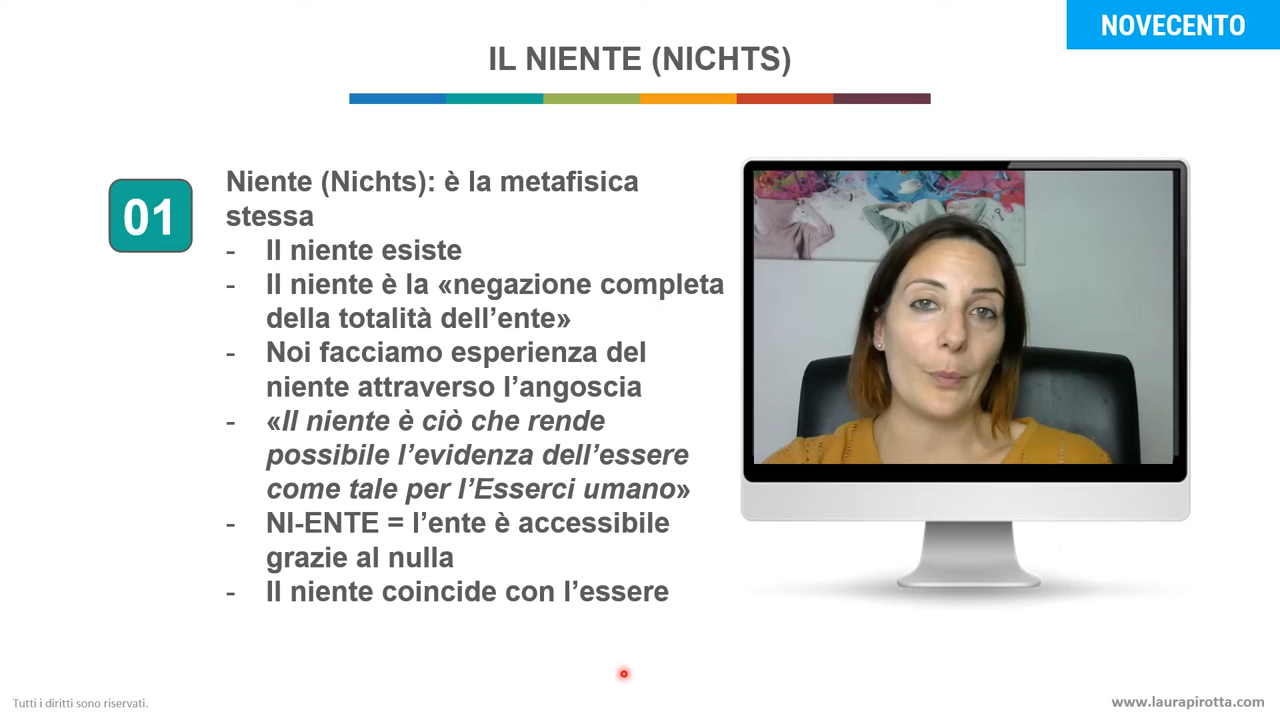 NOVECENTO
IL NIENTE (NICHTS)
01
Niente (Nichts): è la metafisica
stessa
- Il niente esiste
- Il niente è la «negazione completa
della totalità dell’ente»
- Noi facciamo esperienza del
niente attraverso l’angoscia
- «Il niente è ciò che rende
possibile l’evidenza dell’essere
come tale per l’Esserci umano»
- NI-ENTE = l’ente è accessibile
grazie al nulla
- Il niente coincide con l’essere
Tutti i diritti sono riservati.
www.laurapirotta.com